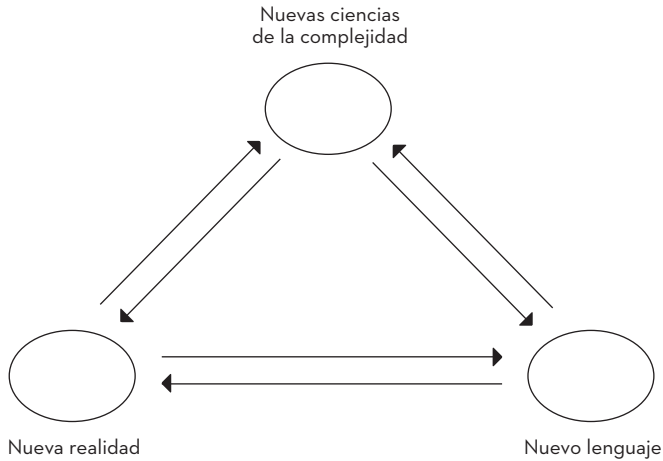 Nuevas ciencias
de la complejidad
Nueva realidad
Nuevo lenguaje